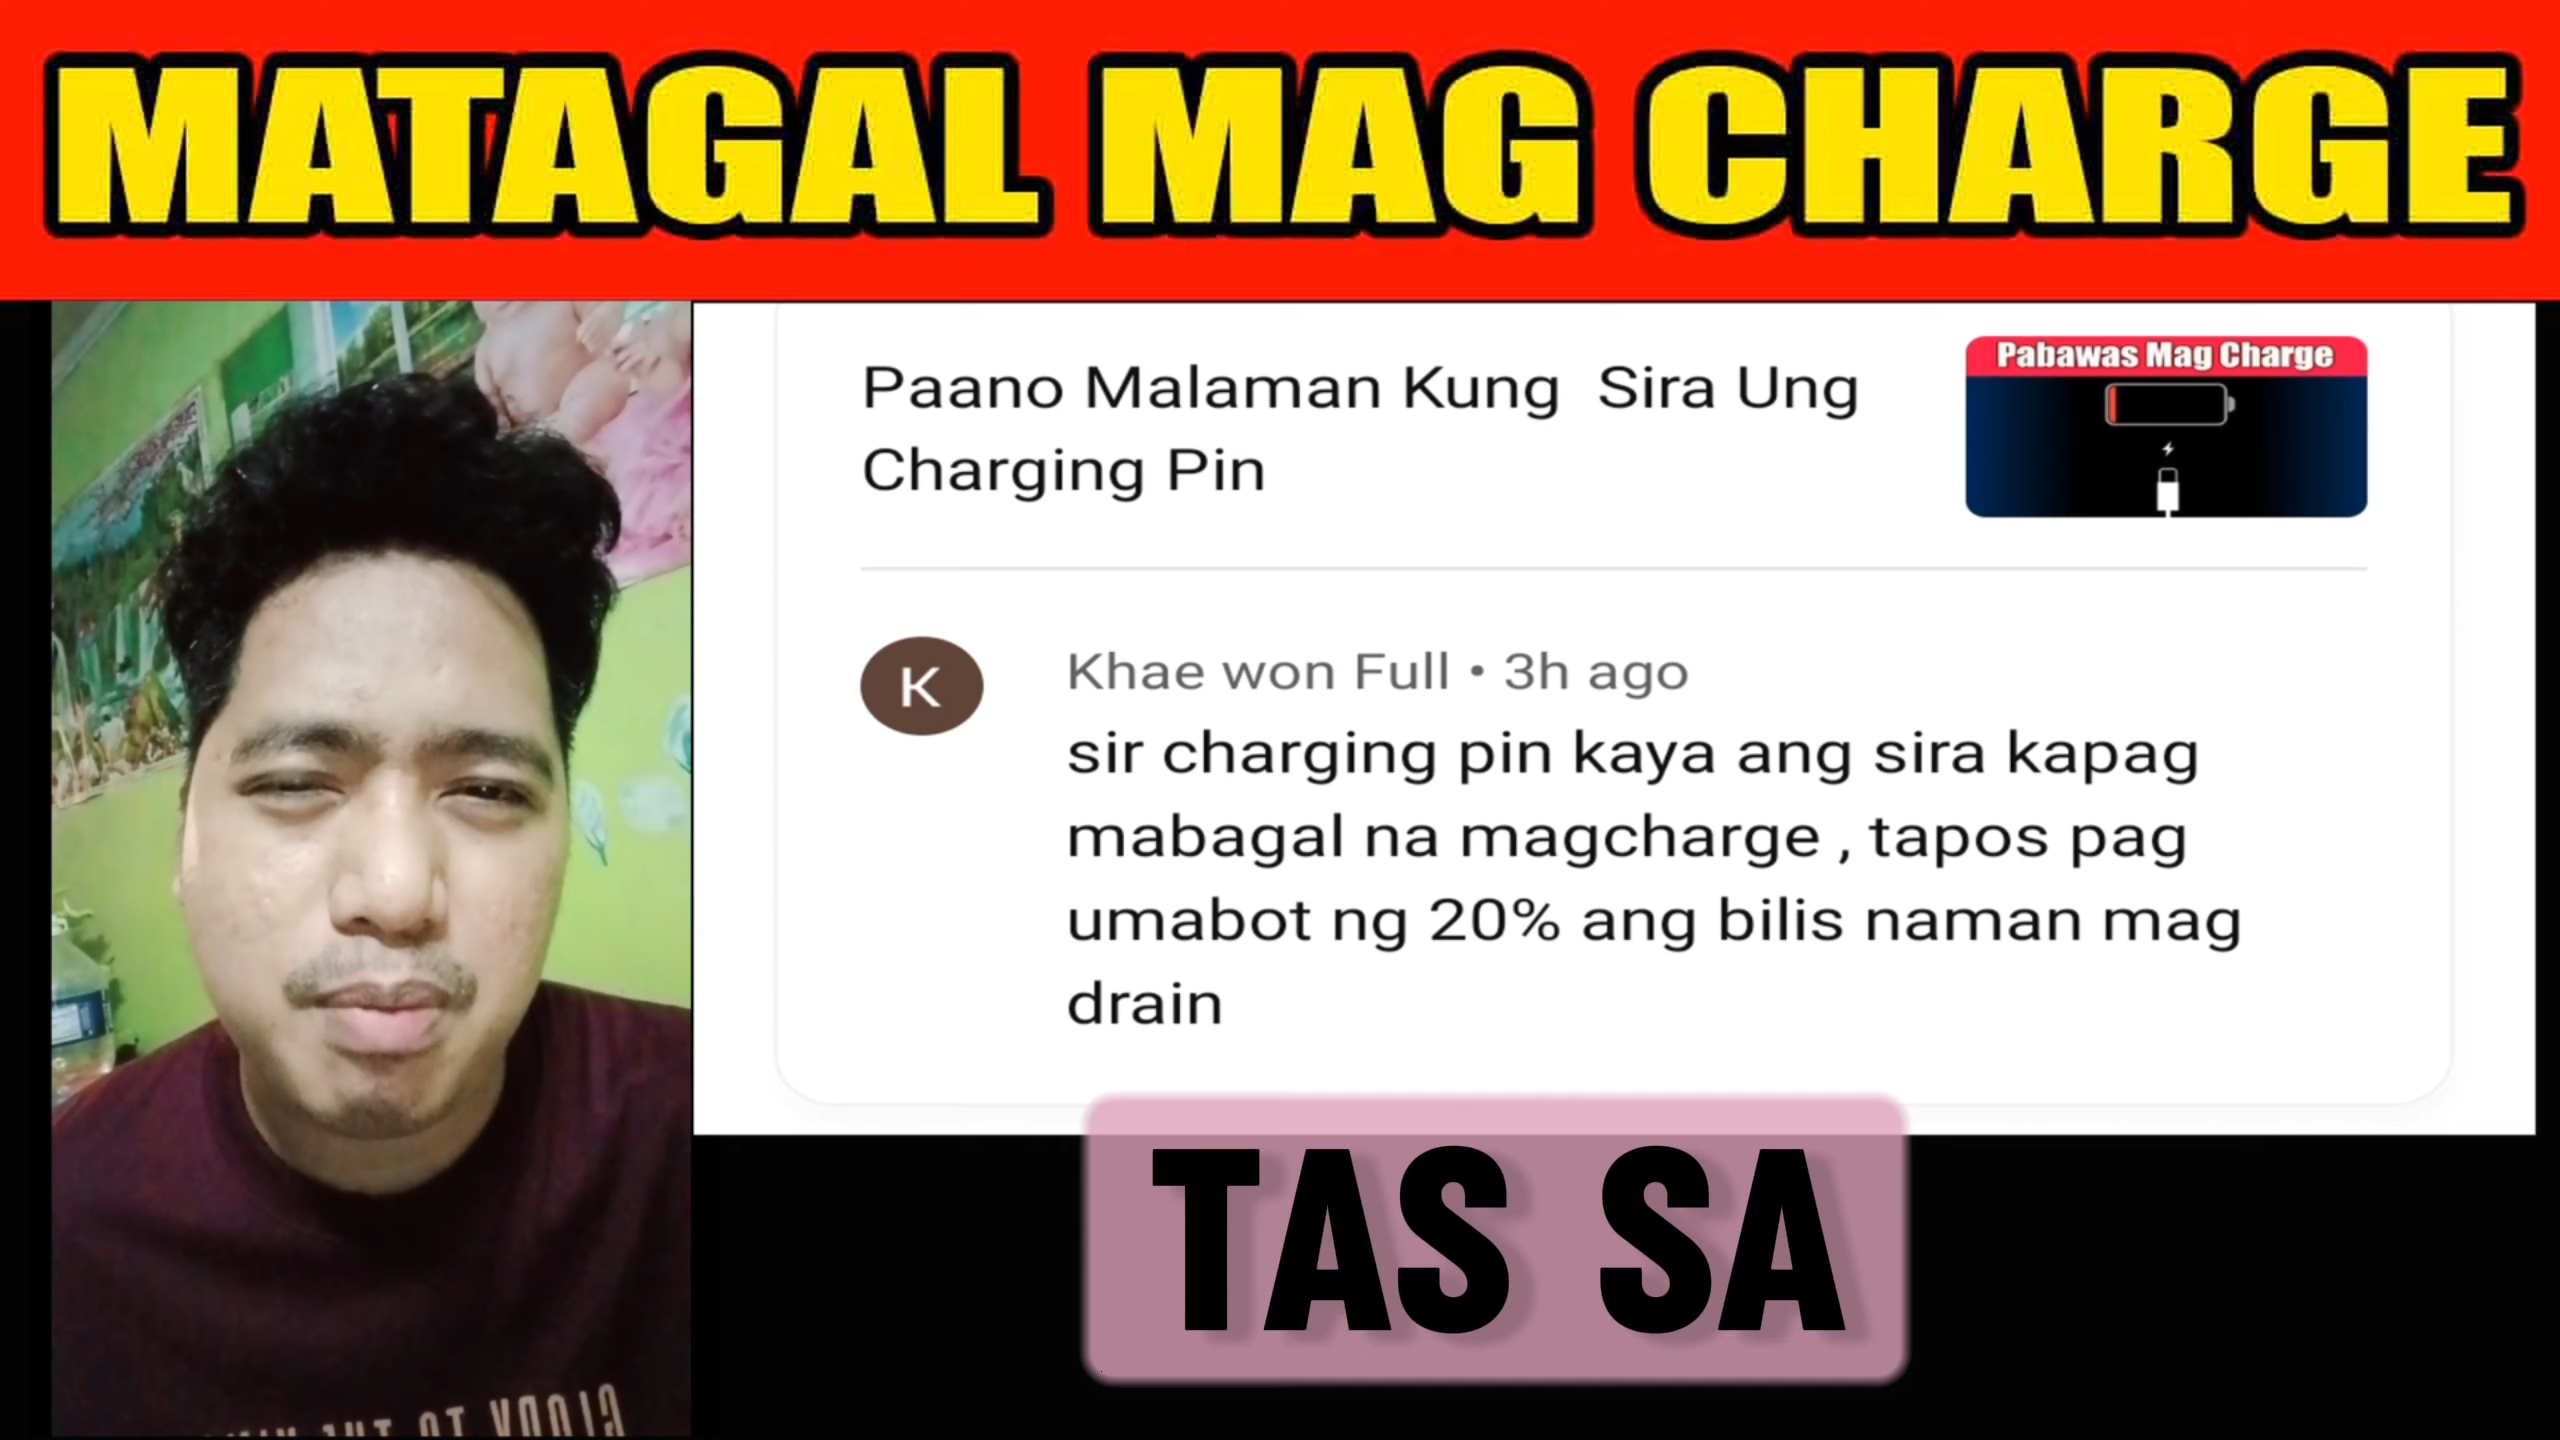 MATAGAL MAG CHARGE
Paano Malaman Kung Sira Ung
Charging Pin
Pabawas Mag Charge
K
Khae won Full • 3h ago
sir charging pin kaya ang sira kapag
mabagal na magcharge , tapos pag
umabot ng 20% ang bilis naman mag
drain
TAS SA